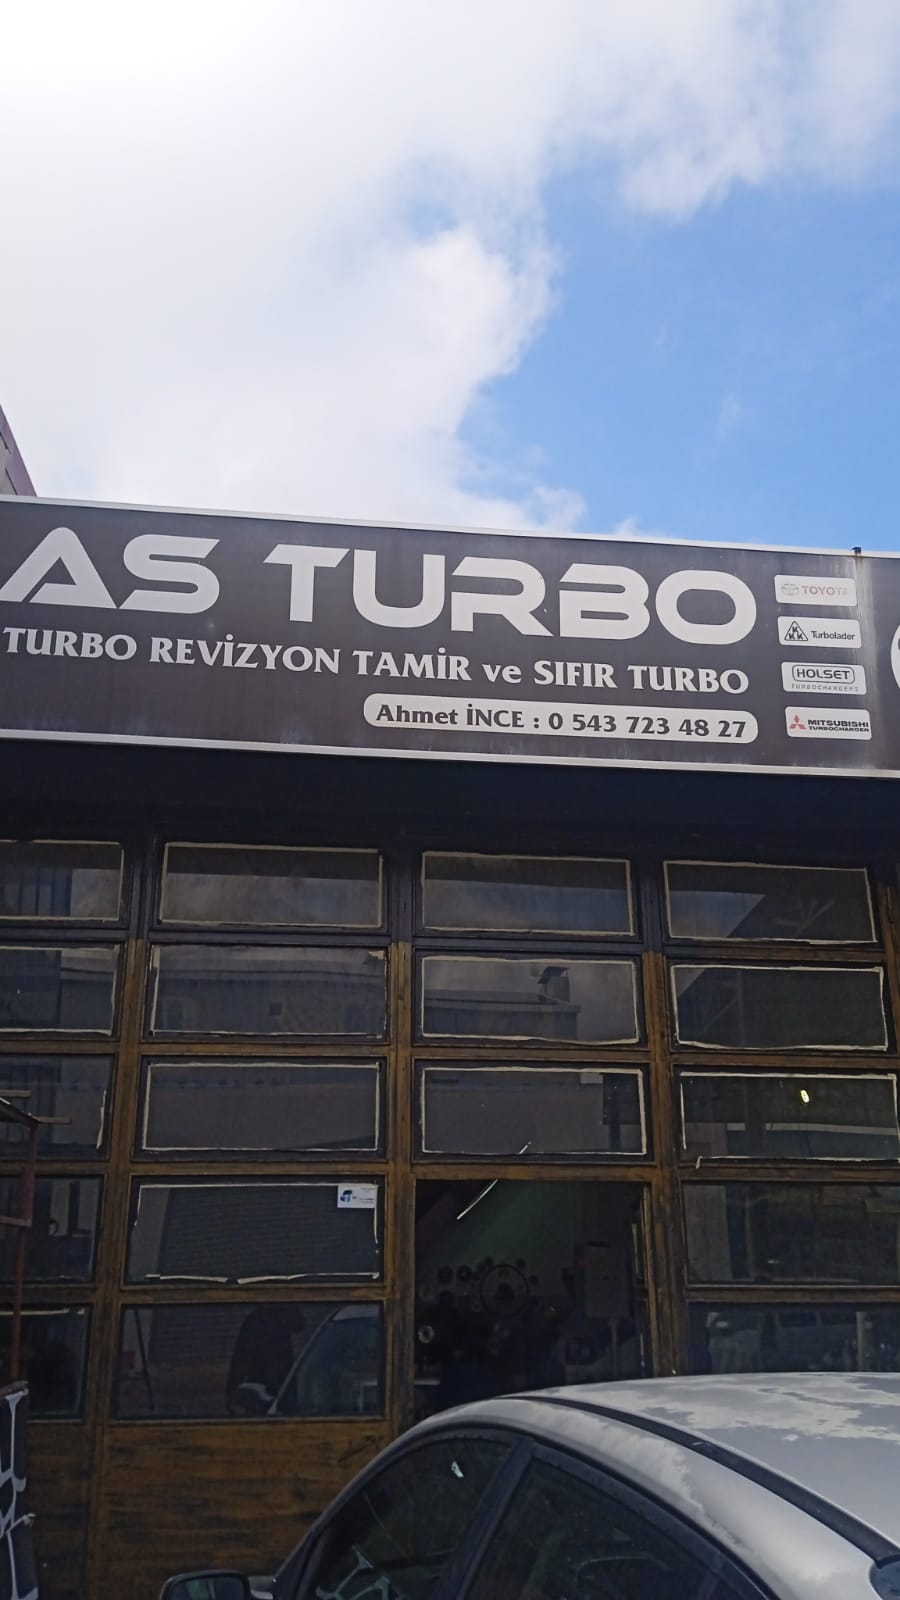 AS TURBO
TURBO REVİZYON TAMİR ve SIFIR TURBO
Ahmet İNCE : 0 543 723 48 27
TOYOTA
KKK Turbolader
HOLSET
TURBOCHARGERS
MITSUBISHI
TURBOCHARGER